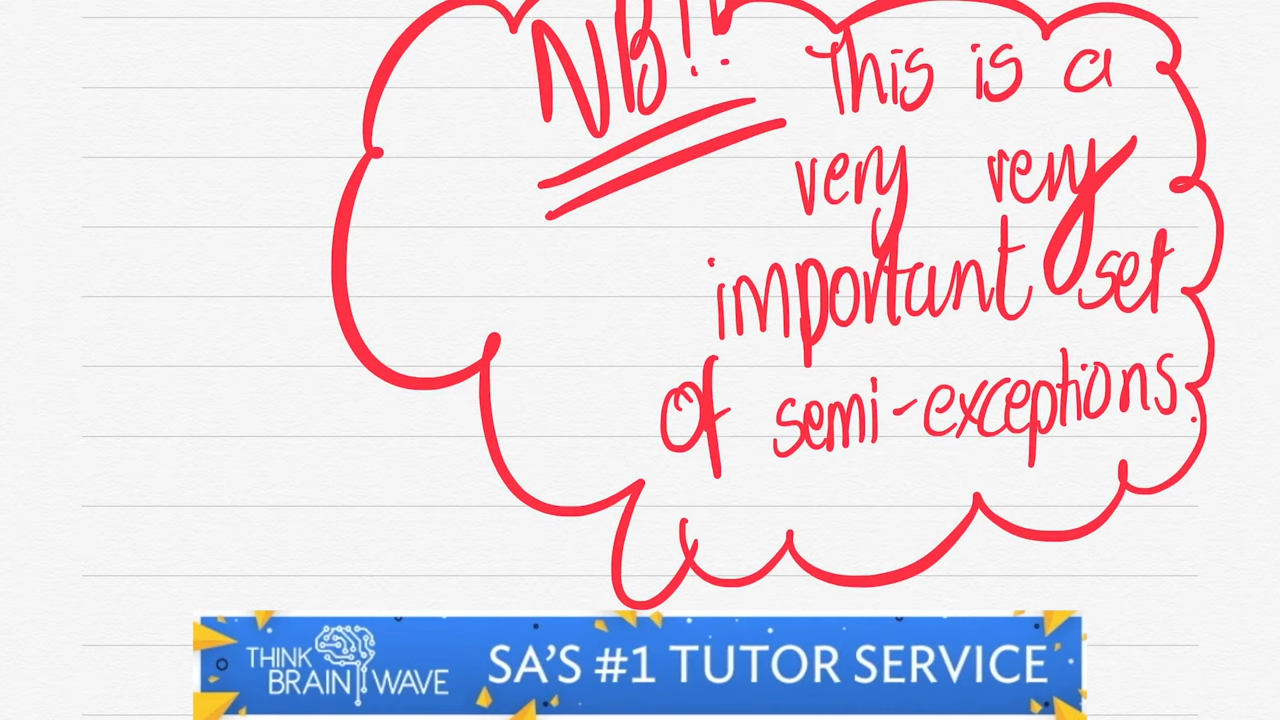 NB!!
This is a
very very
important set
of semi-exceptions.
THINK
BRAIN WAVE
SA'S #1 TUTOR SERVICE